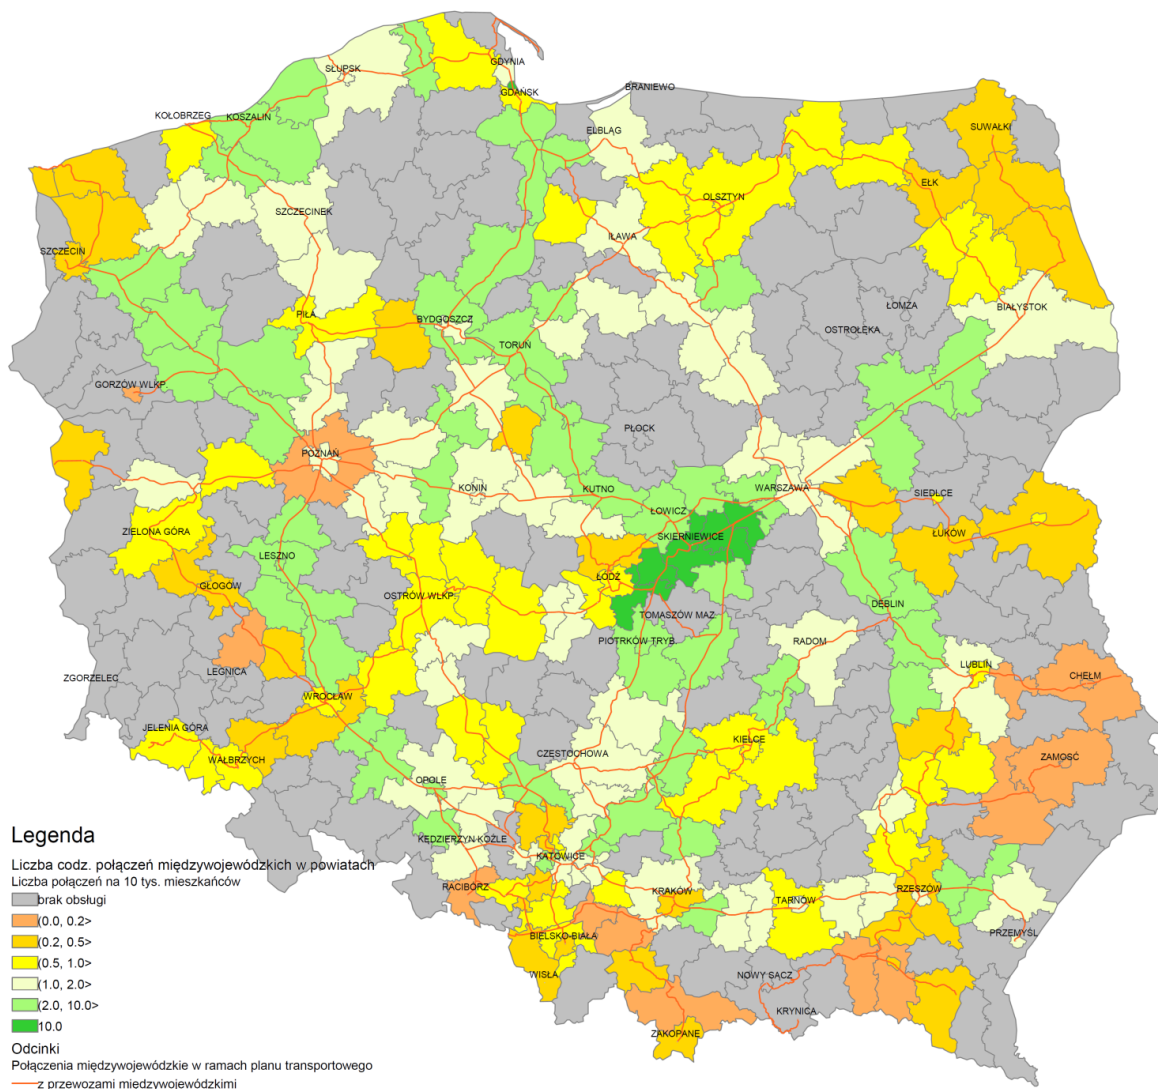 GDYNIA
SŁUPSK
GDAŃSK
BRANIEWO
KOŁOBRZEG
KOSZALIN
ELBLĄG
SUWAŁKI
EŁK
OLSZTYN
SZCZECINEK
IŁAWA
SZCZECIN
ŁOMŻA
BIAŁYSTOK
PIŁA
BYDGOSZCZ
OSTROŁĘKA
TORUŃ
GORZÓW WLKP.
PŁOCK
POZNAŃ
KONIN
KUTNO
WARSZAWA
SIEDLCE
ŁOWICZ
ZIELONA GÓRA
SKIERNIEWICE
ŁUKÓW
LESZNO
GŁOGÓW
ŁÓDŹ
OSTRÓW WLKP.
DĘBLIN
TOMASZÓW MAZ.
PIOTRKÓW TRYB.
RADOM
ZGORZELEC
LEGNICA
LUBLIN
CHEŁM
WROCŁAW
JELENIA GÓRA
KIELCE
WAŁBRZYCH
CZĘSTOCHOWA
ZAMOŚĆ
OPOLE
KĘDZIERZYN-KOŹLE
KATOWICE
RACIBÓRZ
KRAKÓW
TARNÓW
RZESZÓW
BIELSKO-BIAŁA
PRZEMYŚL
WISŁA
NOWY SĄCZ
KRYNICA
ZAKOPANE
Legenda
Liczba codz. połączeń międzywojewódzkich w powiatach
Liczba połączeń na 10 tys. mieszkańców
brak obsługi
(0.0, 0.2>
(0.2, 0.5>
(0.5, 1.0>
(1.0, 2.0>
(2.0, 10.0>
10.0
Odcinki
Połączenia międzywojewódzkie w ramach planu transportowego
z przewozami międzywojewódzkimi